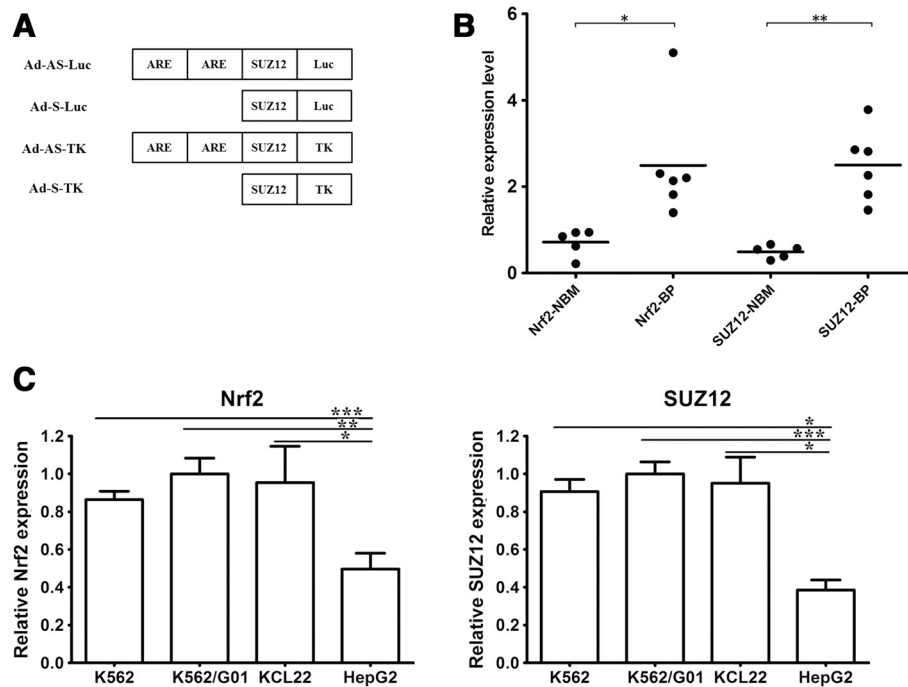 A
Ad-AS-Luc ARE ARE SUZ12 Luc
Ad-S-Luc SUZ12 Luc
Ad-AS-TK ARE ARE SUZ12 TK
Ad-S-TK SUZ12 TK
B
Relative expression level
6
4
2
0
* **
Nrf2-NBM Nrf2-BP SUZ12-NBM SUZ12-BP
C
Nrf2
***
**
*
Relative Nrf2 expression
1.2
1.0
0.8
0.6
0.4
0.2
0.0
K562 K562/G01 KCL22 HepG2
SUZ12
*
***
*
Relative SUZ12 expression
1.2
1.0
0.8
0.6
0.4
0.2
0.0
K562 K562/G01 KCL22 HepG2